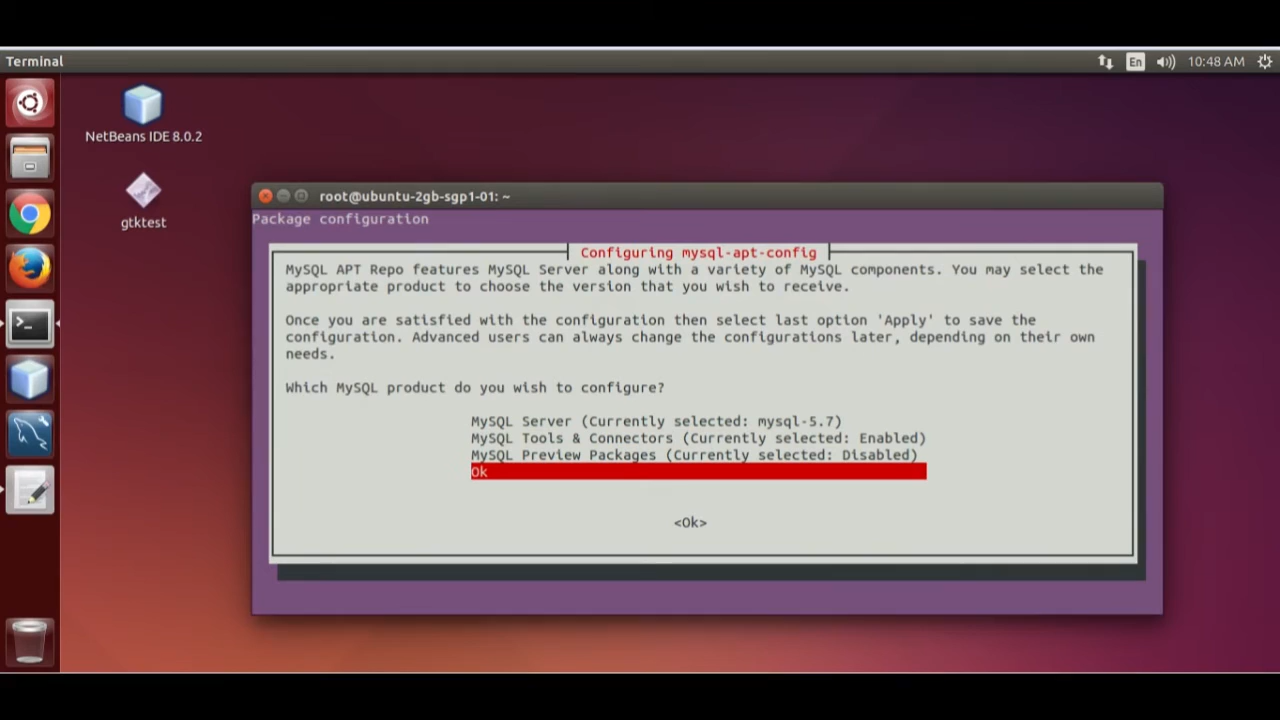 Terminal
En
10:48 AM
NetBeans IDE 8.0.2
gtktest
root@ubuntu-2gb-sgp1-01: ~
Package configuration
Configuring mysql-apt-config
MySQL APT Repo features MySQL Server along with a variety of MySQL components. You may select the
appropriate product to choose the version that you wish to receive.
Once you are satisfied with the configuration then select last option 'Apply' to save the
configuration. Advanced users can always change the configurations later, depending on their own
needs.
Which MySQL product do you wish to configure?
MySQL Server (Currently selected: mysql-5.7)
MySQL Tools & Connectors (Currently selected: Enabled)
MySQL Preview Packages (Currently selected: Disabled)
Ok
<Ok>